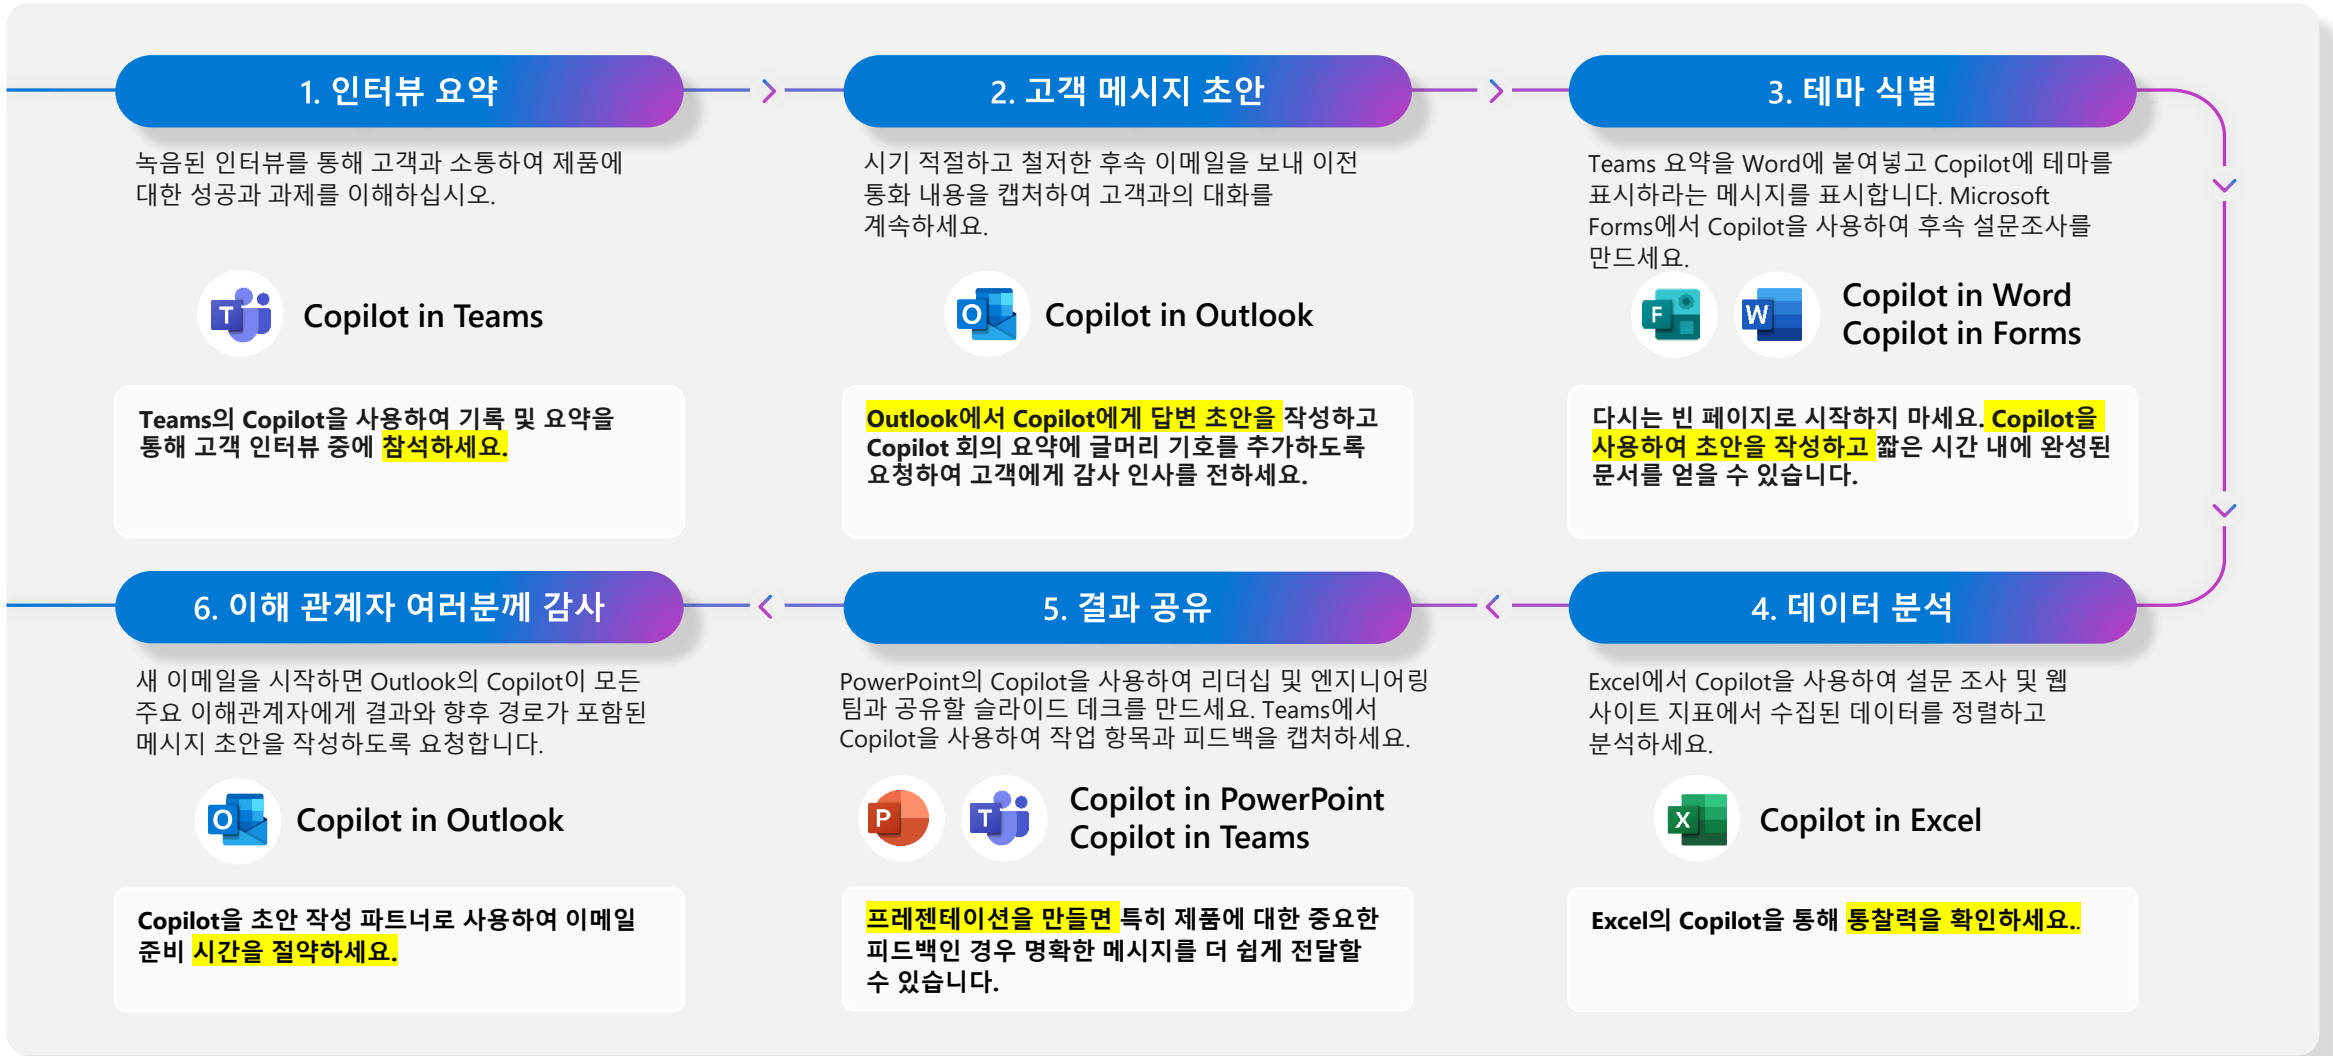 1. 인터뷰 요약
녹음된 인터뷰를 통해 고객과 소통하여 제품에
대한 성공과 과제를 이해하십시오.
Copilot in Teams
Teams의 Copilot을 사용하여 기록 및 요약을
통해 고객 인터뷰 중에 참석하세요.
2. 고객 메시지 초안
시기 적절하고 철저한 후속 이메일을 보내 이전
통화 내용을 캡처하여 고객과의 대화를
계속하세요.
Copilot in Outlook
Outlook에서 Copilot에게 답변 초안을 작성하고
Copilot 회의 요약에 글머리 기호를 추가하도록
요청하여 고객에게 감사 인사를 전하세요.
3. 테마 식별
Teams 요약을 Word에 붙여넣고 Copilot에 테마를
표시하라는 메시지를 표시합니다. Microsoft
Forms에서 Copilot을 사용하여 후속 설문조사를
만드세요.
Copilot in Word
Copilot in Forms
다시는 빈 페이지로 시작하지 마세요. Copilot을
사용하여 초안을 작성하고 짧은 시간 내에 완성된
문서를 얻을 수 있습니다.
4. 데이터 분석
Excel에서 Copilot을 사용하여 설문 조사 및 웹
사이트 지표에서 수집된 데이터를 정렬하고
분석하세요.
Copilot in Excel
Excel의 Copilot을 통해 통찰력을 확인하세요..
5. 결과 공유
PowerPoint의 Copilot을 사용하여 리더십 및 엔지니어링
팀과 공유할 슬라이드 데크를 만드세요. Teams에서
Copilot을 사용하여 작업 항목과 피드백을 캡처하세요.
Copilot in PowerPoint
Copilot in Teams
프레젠테이션을 만들면 특히 제품에 대한 중요한
피드백인 경우 명확한 메시지를 더 쉽게 전달할
수 있습니다.
6. 이해 관계자 여러분께 감사
새 이메일을 시작하면 Outlook의 Copilot이 모든
주요 이해관계자에게 결과와 향후 경로가 포함된
메시지 초안을 작성하도록 요청합니다.
Copilot in Outlook
Copilot을 초안 작성 파트너로 사용하여 이메일
준비 시간을 절약하세요.